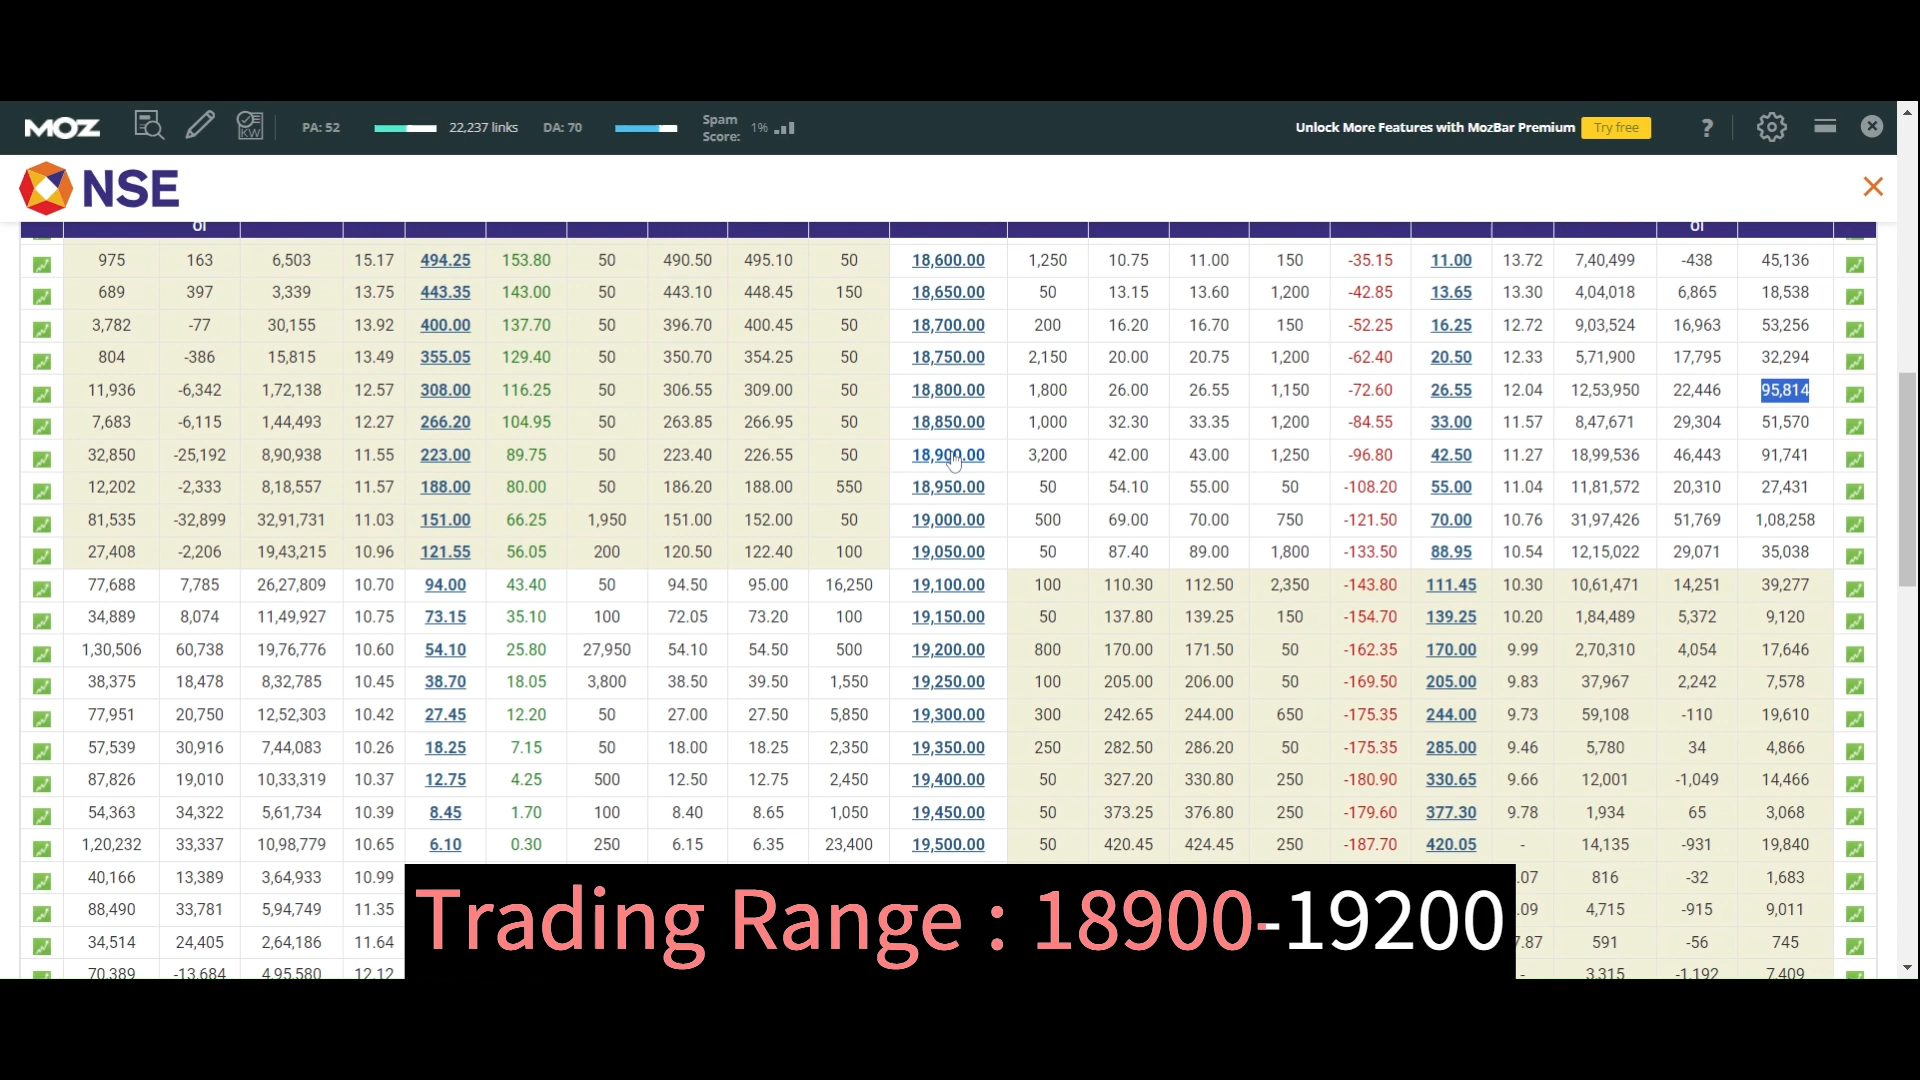 MOZ PA: 52 22,237 links DA: 70 Spam Score: 1% Unlock More Features with MozBar Premium Try free ?
NSE
OI OI
975 163 6,503 15.17 494.25 153.80 50 490.50 495.10 50 18,600.00 1,250 10.75 11.00 150 -35.15 11.00 13.72 7,40,499 -438 45,136
689 397 3,339 13.75 443.35 143.00 50 443.10 448.45 150 18,650.00 50 13.15 13.60 1,200 -42.85 13.65 13.30 4,04,018 6,865 18,538
3,782 -77 30,155 13.92 400.00 137.70 50 396.70 400.45 50 18,700.00 200 16.20 16.70 150 -52.25 16.25 12.72 9,03,524 16,963 53,256
804 -386 15,815 13.49 355.05 129.40 50 350.70 354.25 50 18,750.00 2,150 20.00 20.75 1,200 -62.40 20.50 12.33 5,71,900 17,795 32,294
11,936 -6,342 1,72,138 12.57 308.00 116.25 50 306.55 309.00 50 18,800.00 1,800 26.00 26.55 1,150 -72.60 26.55 12.04 12,53,950 22,446 95,814
7,683 -6,115 1,44,493 12.27 266.20 104.95 50 263.85 266.95 50 18,850.00 1,000 32.30 33.35 1,200 -84.55 33.00 11.57 8,47,671 29,304 51,570
32,850 -25,192 8,90,938 11.55 223.00 89.75 50 223.40 226.55 50 18,900.00 3,200 42.00 43.00 1,250 -96.80 42.50 11.27 18,99,536 46,443 91,741
12,202 -2,333 8,18,557 11.57 188.00 80.00 50 186.20 188.00 550 18,950.00 50 54.10 55.00 50 -108.20 55.00 11.04 11,81,572 20,310 27,431
81,535 -32,899 32,91,731 11.03 151.00 66.25 1,950 151.00 152.00 50 19,000.00 500 69.00 70.00 750 -121.50 70.00 10.76 31,97,426 51,769 1,08,258
27,408 -2,206 19,43,215 10.96 121.55 56.05 200 120.50 122.40 100 19,050.00 50 87.40 89.00 1,800 -133.50 88.95 10.54 12,15,022 29,071 35,038
77,688 7,785 26,27,809 10.70 94.00 43.40 50 94.50 95.00 16,250 19,100.00 100 110.30 112.50 2,350 -143.80 111.45 10.30 10,61,471 14,251 39,277
34,889 8,074 11,49,927 10.75 73.15 35.10 100 72.05 73.20 100 19,150.00 50 137.80 139.25 150 -154.70 139.25 10.20 1,84,489 5,372 9,120
1,30,506 60,738 19,76,776 10.60 54.10 25.80 27,950 54.10 54.50 500 19,200.00 800 170.00 171.50 50 -162.35 170.00 9.99 2,70,310 4,054 17,646
38,375 18,478 8,32,785 10.45 38.70 18.05 3,800 38.50 39.50 1,550 19,250.00 100 205.00 206.00 50 -169.50 205.00 9.83 37,967 2,242 7,578
77,951 20,750 12,52,303 10.42 27.45 12.20 50 27.00 27.50 5,850 19,300.00 300 242.65 244.00 650 -175.35 244.00 9.73 59,108 -110 19,610
57,539 30,916 7,44,083 10.26 18.25 7.15 50 18.00 18.25 2,350 19,350.00 250 282.50 286.20 50 -175.35 285.00 9.46 5,780 34 4,866
87,826 19,010 10,33,319 10.37 12.75 4.25 500 12.50 12.75 2,450 19,400.00 50 327.20 330.80 250 -180.90 330.65 9.66 12,001 -1,049 14,466
54,363 34,322 5,61,734 10.39 8.45 1.70 100 8.40 8.65 1,050 19,450.00 50 373.25 376.80 250 -179.60 377.30 9.78 1,934 65 3,068
1,20,232 33,337 10,98,779 10.65 6.10 0.30 250 6.15 6.35 23,400 19,500.00 50 420.45 424.45 250 -187.70 420.05 - 14,135 -931 19,840
40,166 13,389 3,64,933 10.99 .07 816 -32 1,683
88,490 33,781 5,94,749 11.35 .09 4,715 -915 9,011
34,514 24,405 2,64,186 11.64 7.87 591 -56 745
70,389 -13,684 4,95,580 12.12 - 3,315 -1,192 7,409
Trading Range : 18900-19200